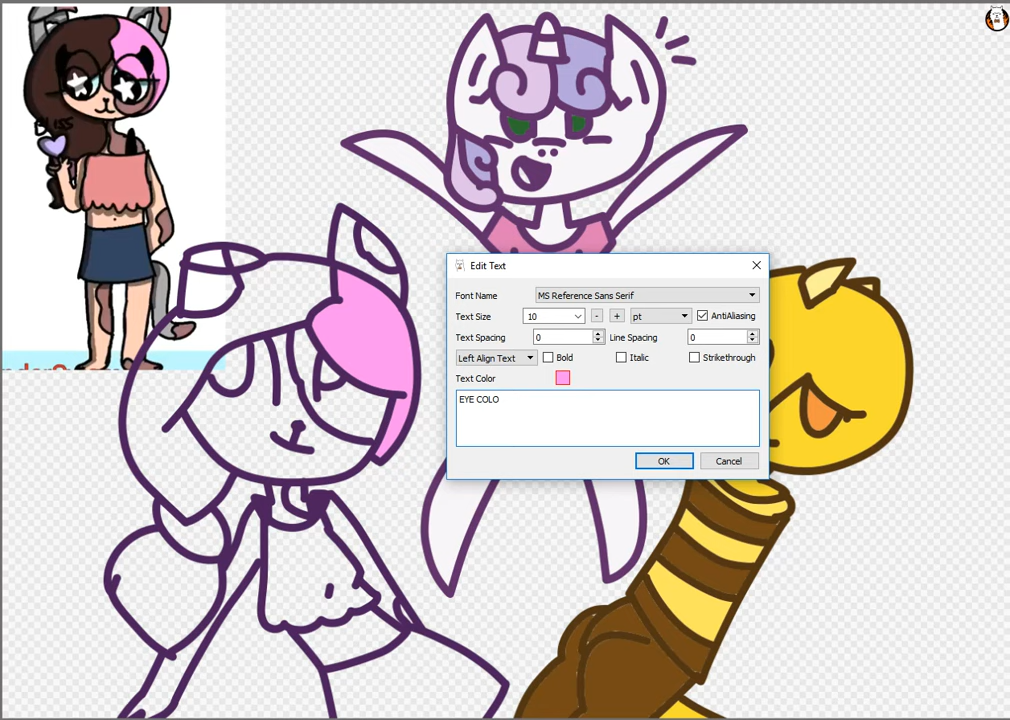 BLISS
Edit Text
Font Name
MS Reference Sans Serif
Text Size
10
-
+
pt
AntiAliasing
Text Spacing
0
Line Spacing
0
Left Align Text
Bold
Italic
Strikethrough
Text Color
EYE COLO
OK
Cancel